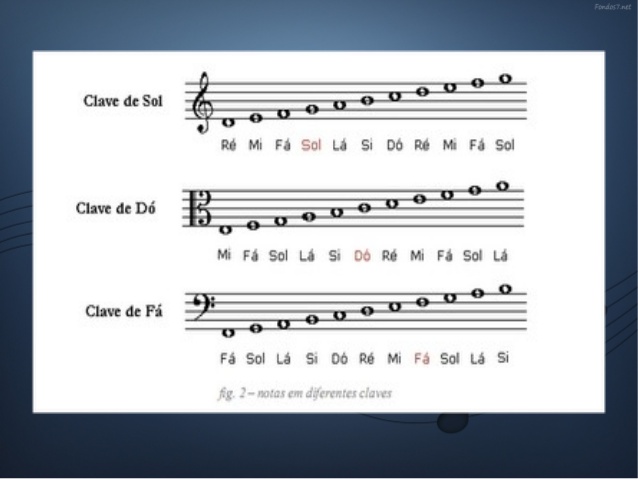 Fondos7.net
Clave de Sol
Ré Mi Fá Sol Lá Si Dó Ré Mi Fá Sol
Clave de Dó
Mi Fá Sol Lá Si Dó Ré Mi Fá Sol Lá
Clave de Fá
Fá Sol Lá Si Dó Ré Mi Fá Sol Lá Si
fig. 2 – notas em diferentes claves